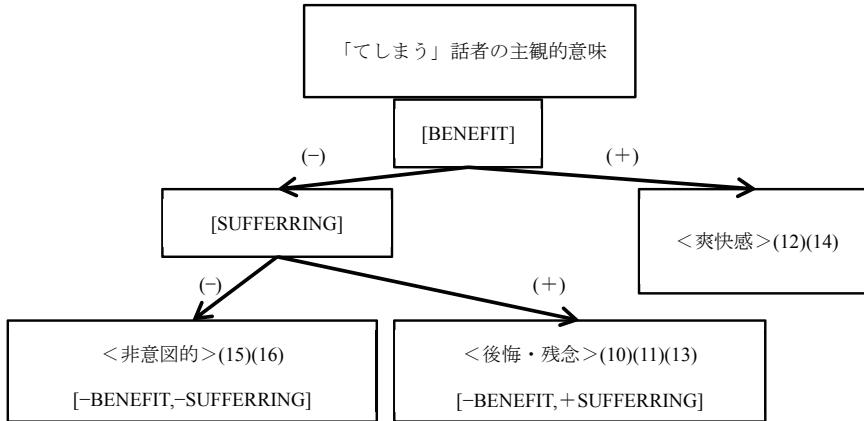 「てしまう」話者の主観的意味
[BENEFIT]
(−)
(＋)
[SUFFERRING]
＜爽快感＞(12)(14)
(−)
(＋)
＜非意図的＞(15)(16)
[−BENEFIT,−SUFFERRING]
＜後悔・残念＞(10)(11)(13)
[−BENEFIT,＋SUFFERRING]